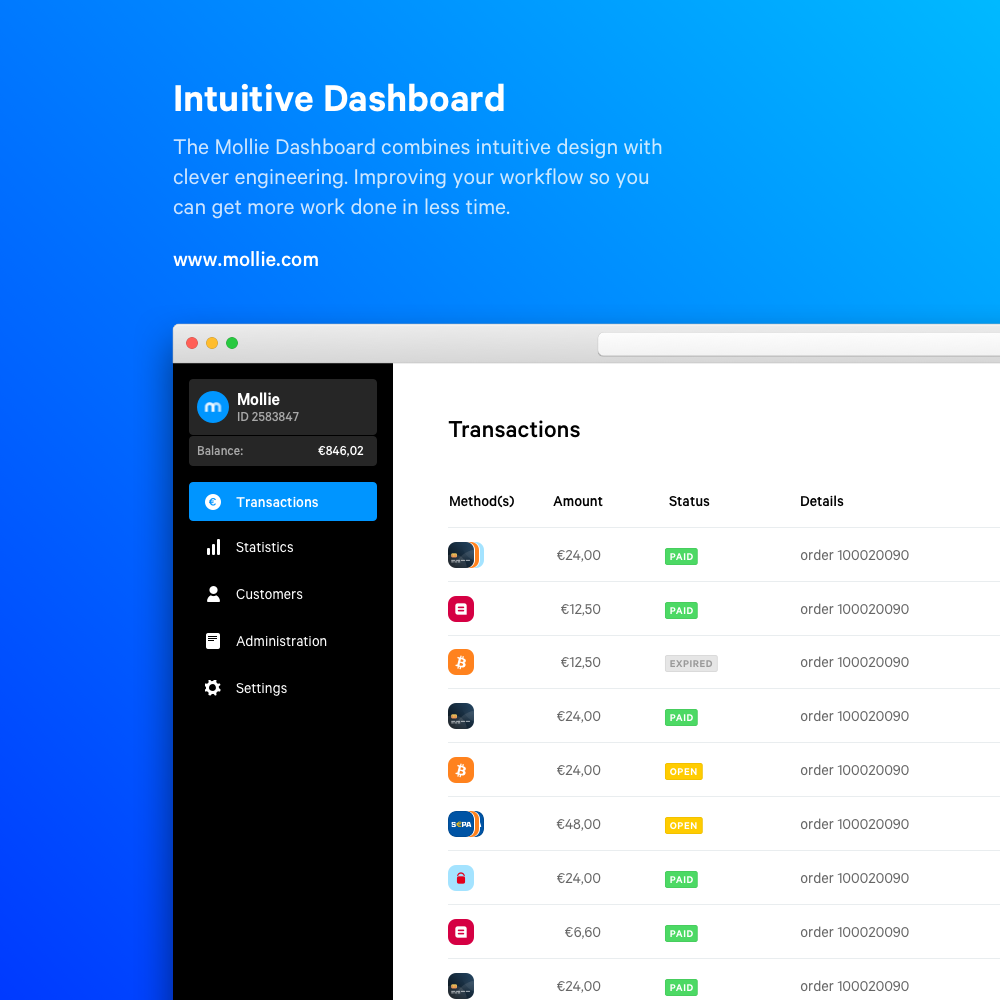 Intuitive Dashboard
The Mollie Dashboard combines intuitive design with
clever engineering. Improving your workflow so you
can get more work done in less time.
www.mollie.com
m
Mollie
ID 2583847
Balance: €846,02
Transactions
Statistics
Customers
Administration
Settings
Transactions
Method(s) Amount Status Details
€24,00 PAID order 100020090
€12,50 PAID order 100020090
€12,50 EXPIRED order 100020090
€24,00 PAID order 100020090
€24,00 OPEN order 100020090
S€PA €48,00 OPEN order 100020090
€24,00 PAID order 100020090
€6,60 PAID order 100020090
€24,00 PAID order 100020090